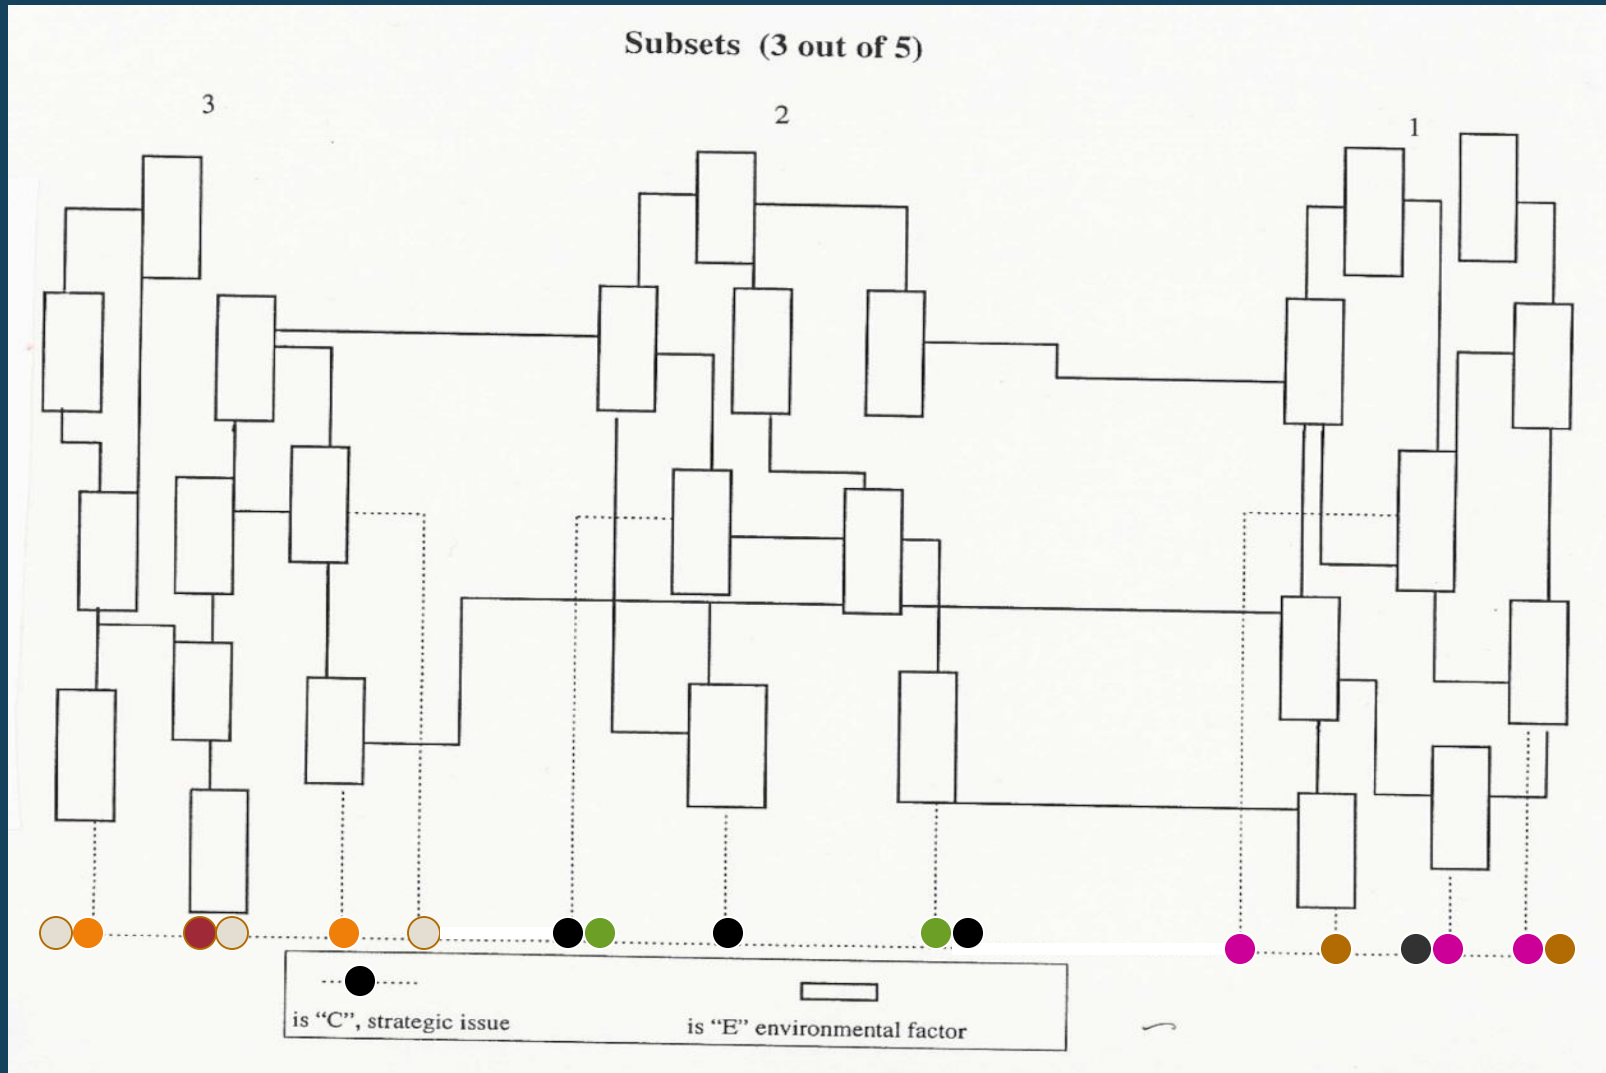 Subsets (3 out of 5)
3
2
1
is “C”, strategic issue
is “E” environmental factor